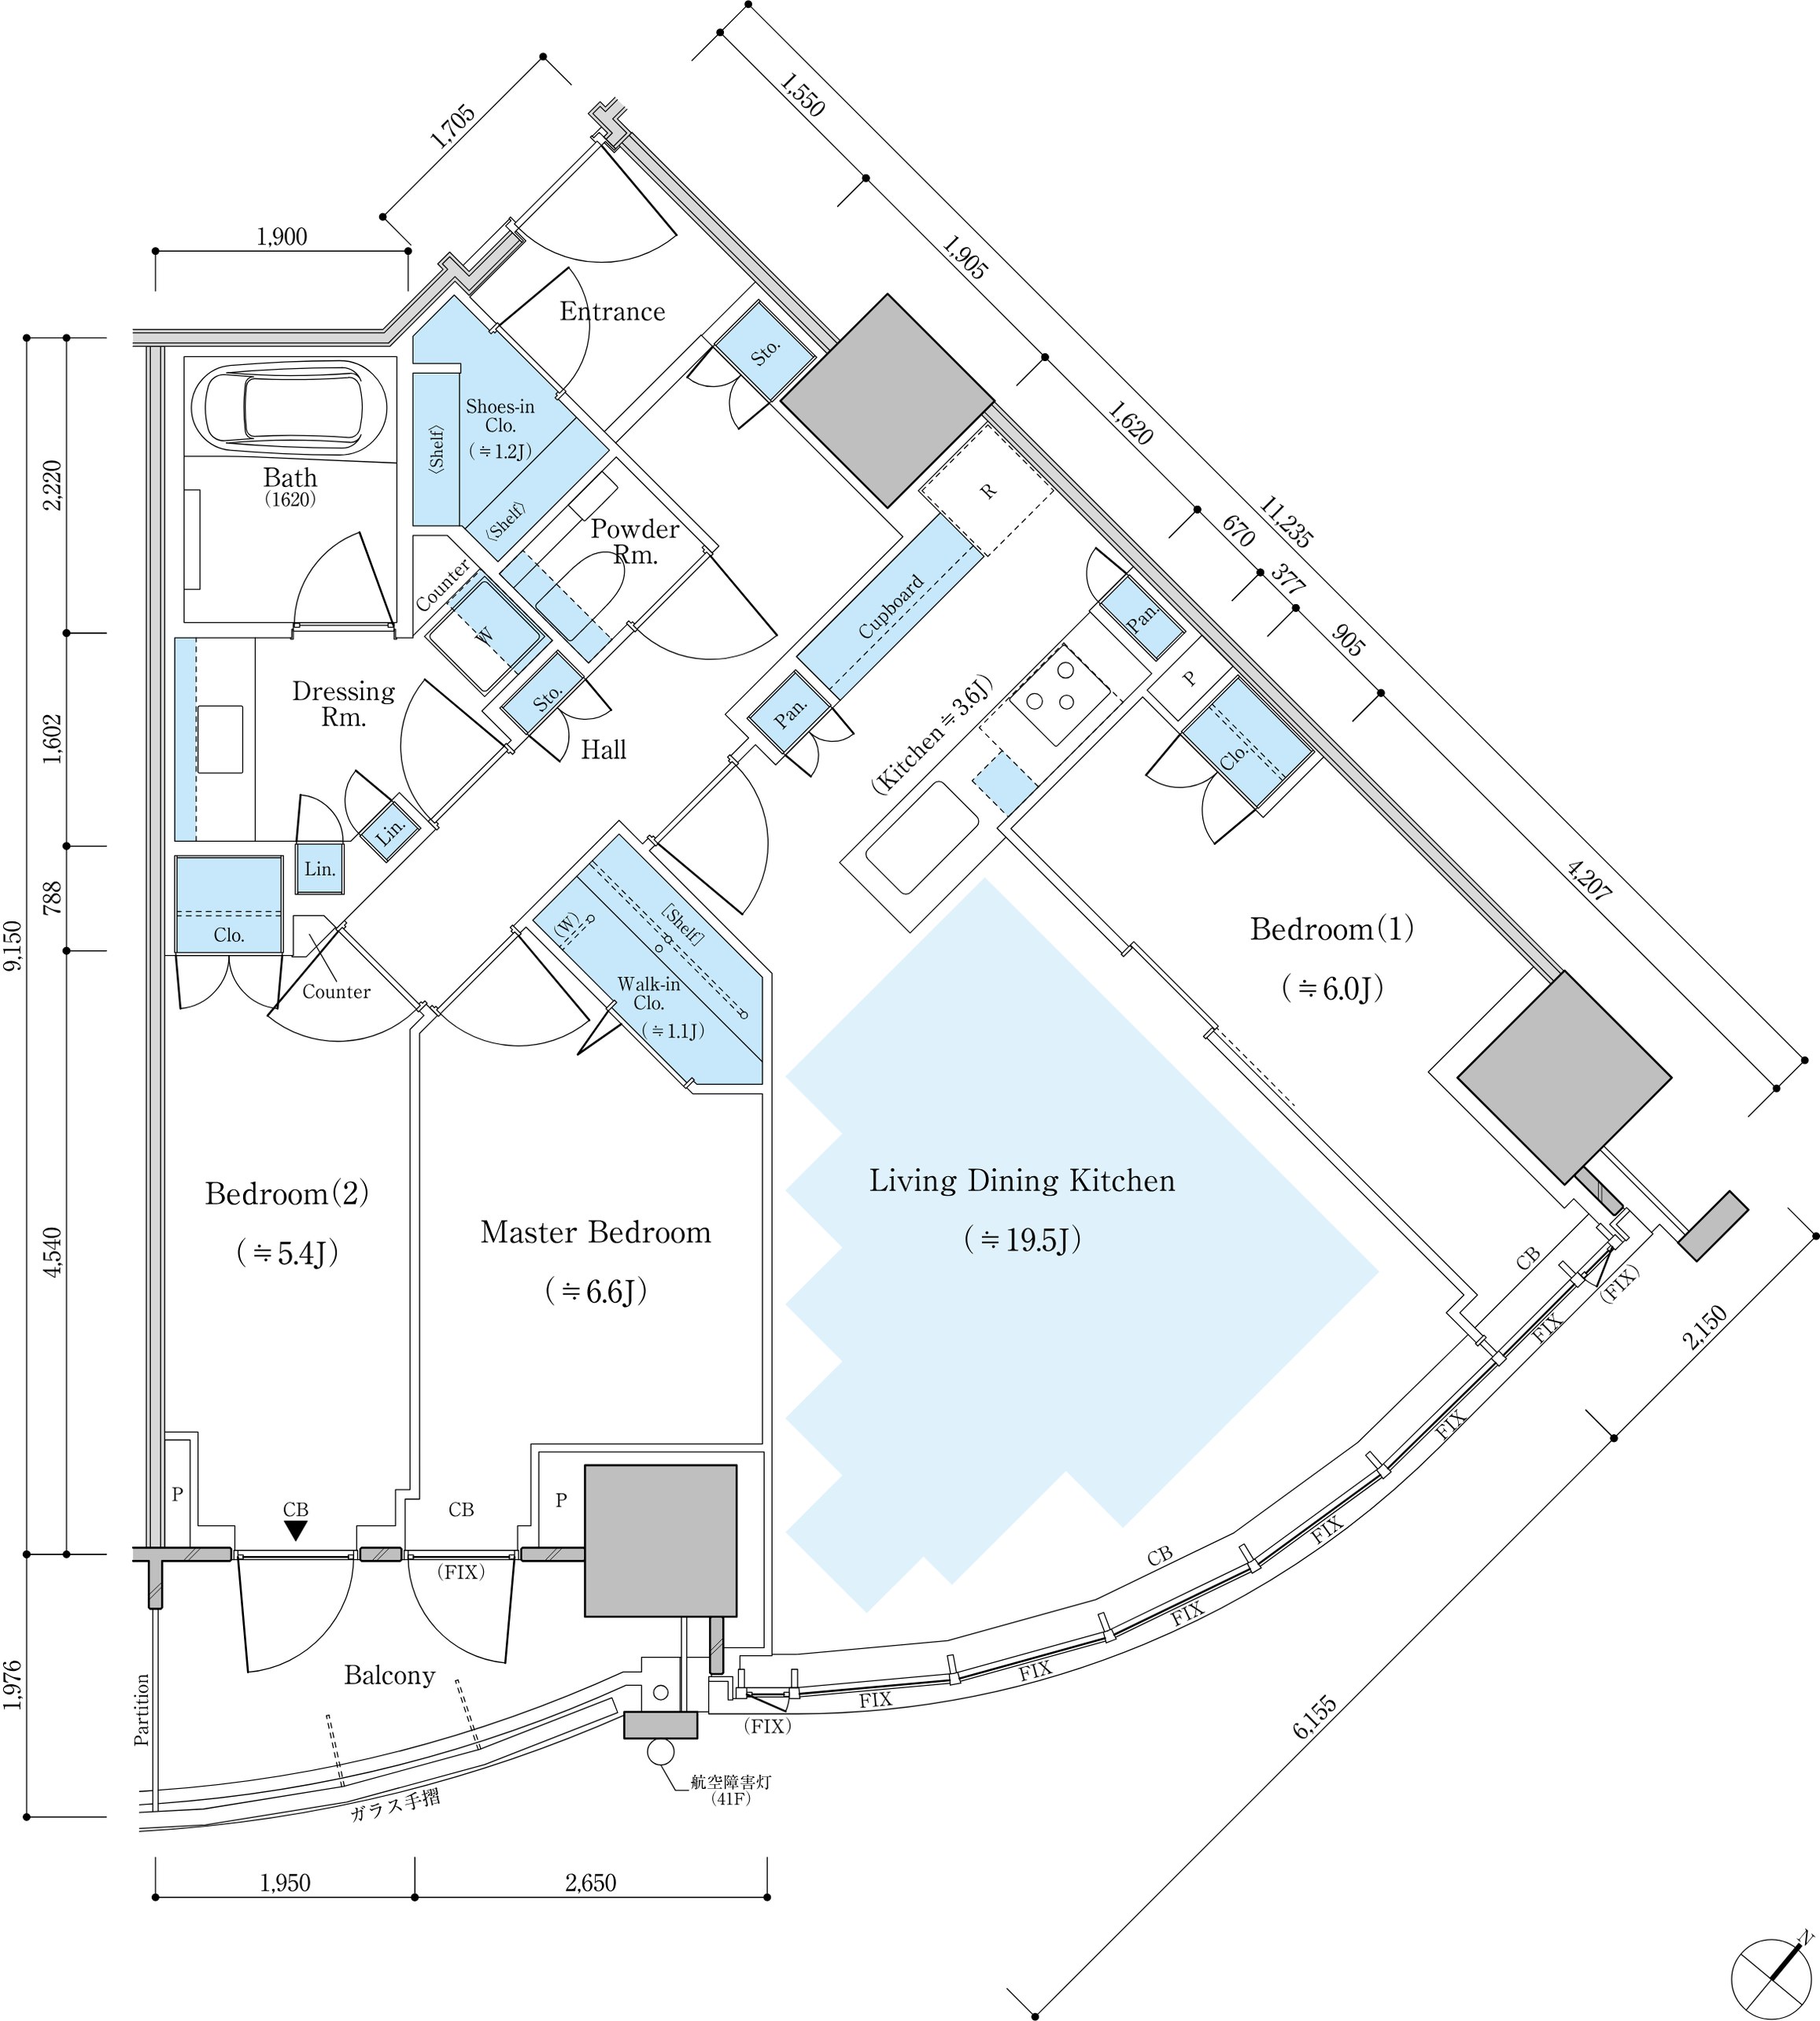 1,550
1,705
1,905
1,900
Entrance
Sto.
1,620
Shoes-in
Clo.
(≒1.2J)
〈Shelf〉
〈Shelf〉
Bath
(1620)
2,220
R
670
11,235
Powder
Rm.
377
Counter
W
Cupboard
Pan.
905
P
Dressing
Rm.
Sto.
Pan.
(Kitchen≒3.6J)
1,602
Hall
Clo.
Lin.
Lin.
788
4,207
Clo.
(W)
[Shelf]
Bedroom(1)
(≒6.0J)
9,150
Counter
Walk-in
Clo.
(≒1.1J)
Living Dining Kitchen
(≒19.5J)
Bedroom(2)
(≒5.4J)
Master Bedroom
(≒6.6J)
4,540
CB
(FIX)
FIX
2,150
FIX
P
CB
CB
P
FIX
CB
(FIX)
FIX
FIX
FIX
(FIX)
Balcony
Partition
1,976
6,155
航空障害灯
(41F)
ガラス手摺
1,950
2,650
N